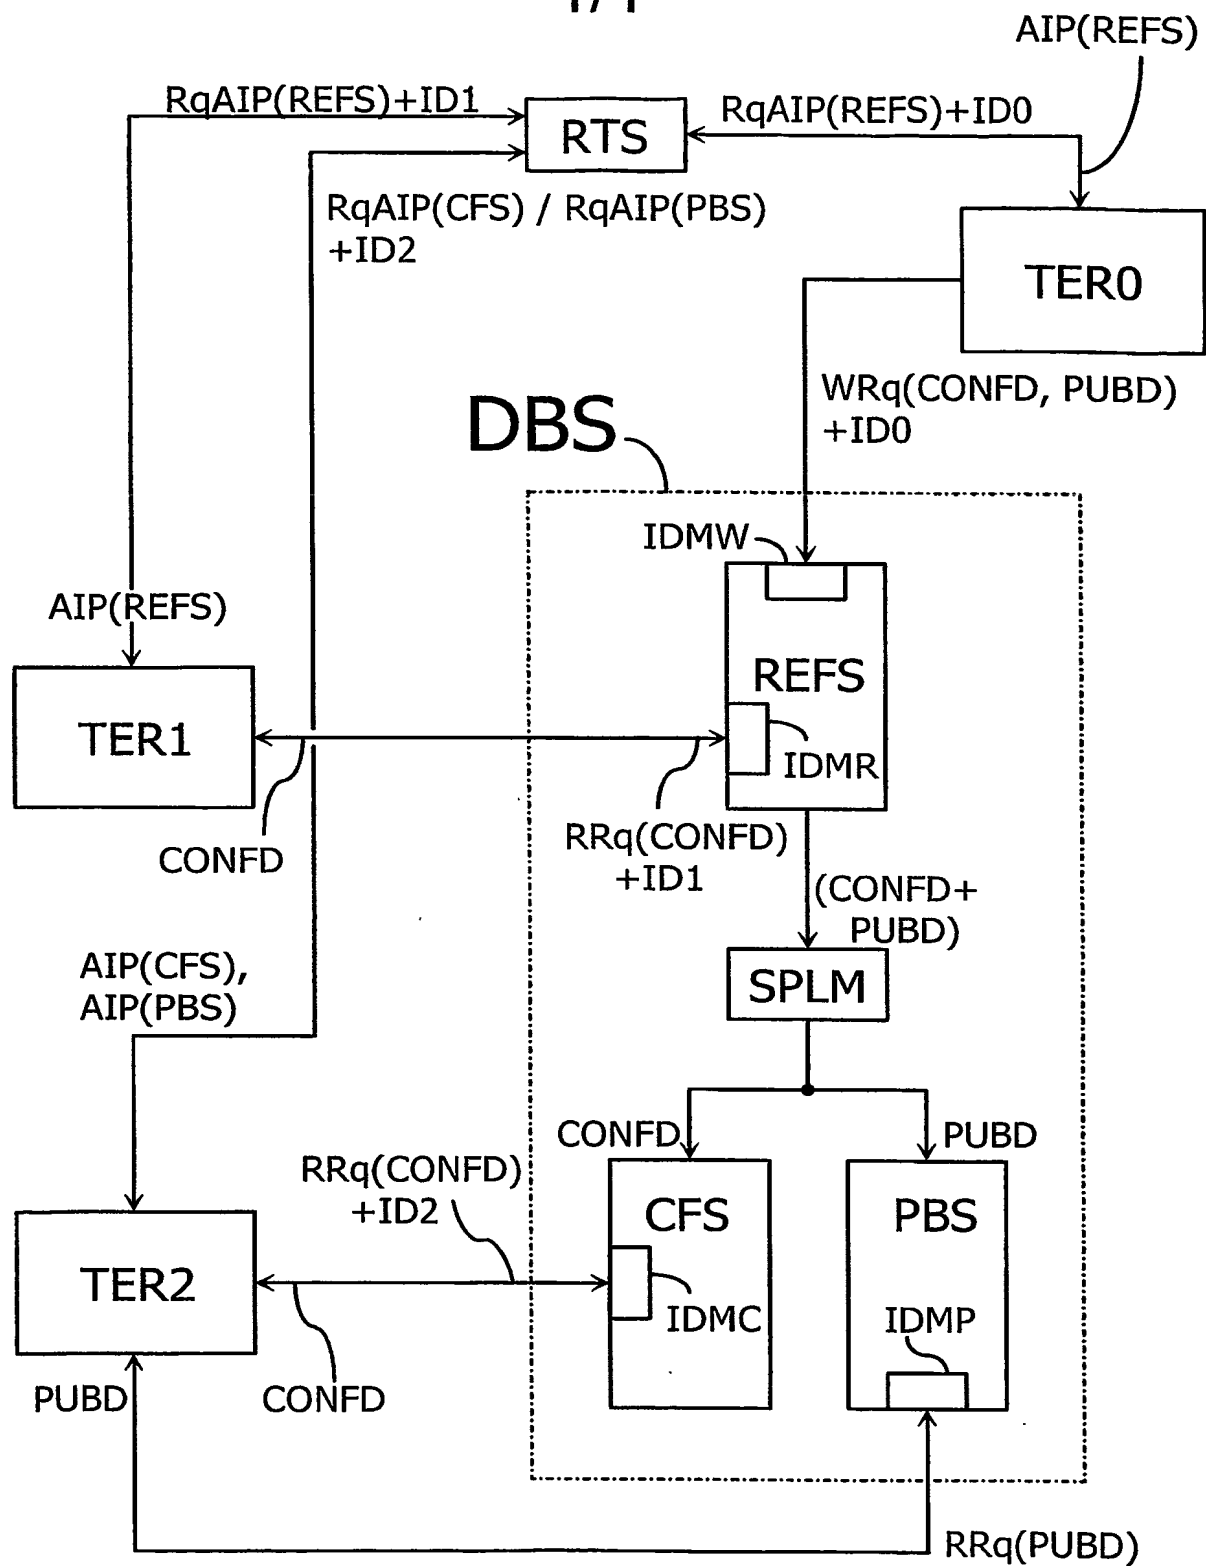 AIP(REFS)
RqAIP(REFS)+ID1
RTS
RqAIP(REFS)+ID0
RqAIP(CFS) / RqAIP(PBS)
+ID2
TER0
WRq(CONFD, PUBD)
+ID0
DBS
IDMW
AIP(REFS)
REFS
TER1
IDMR
CONFD
RRq(CONFD)
+ID1
(CONFD+
PUBD)
AIP(CFS),
AIP(PBS)
SPLM
CONFD
PUBD
RRq(CONFD)
+ID2
CFS
PBS
TER2
IDMC
IDMP
PUBD
CONFD
RRq(PUBD)